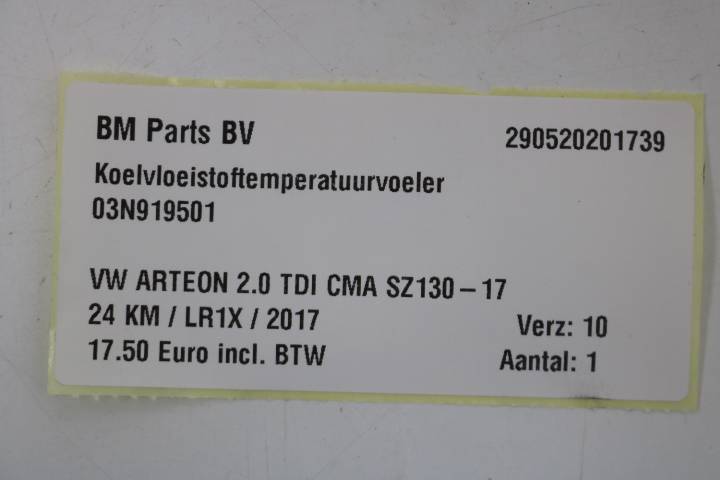 BM Parts BV 290520201739
Koelvloeistoftemperatuurvoeler
03N919501
VW ARTEON 2.0 TDI CMA SZ130-17
24 KM / LR1X / 2017 Verz: 10
17.50 Euro incl. BTW Aantal: 1